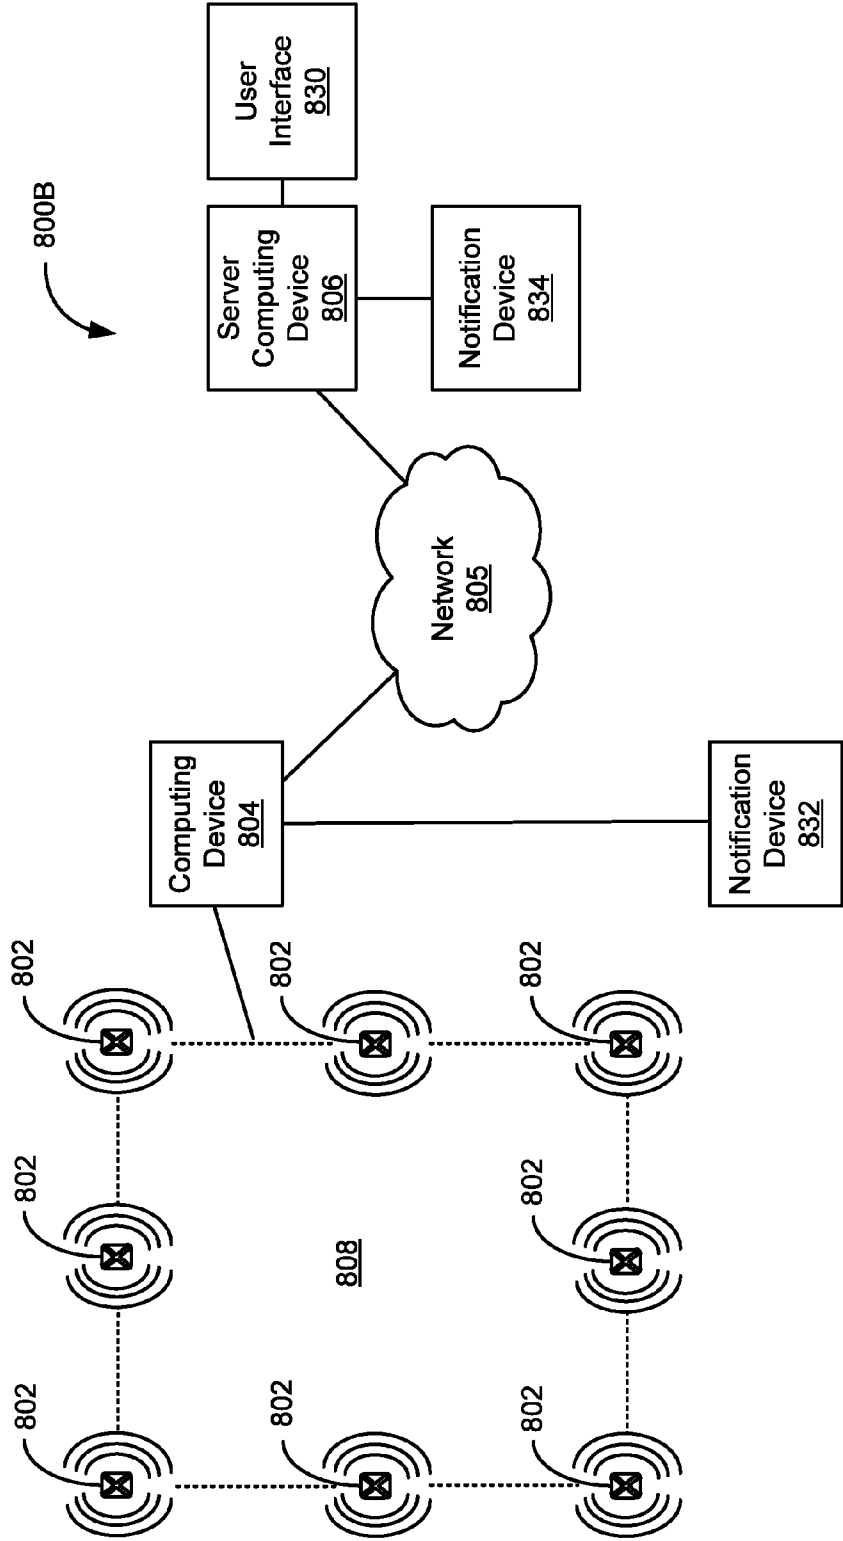 800B
802
802
802
802
802
802
802
802
808
Computing
Device
804
Network
805
Server
Computing
Device
806
User
Interface
830
Notification
Device
834
Notification
Device
832